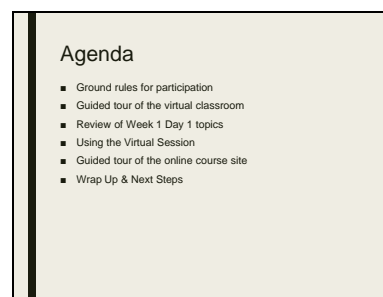 Agenda
■ Ground rules for participation
■ Guided tour of the virtual classroom
■ Review of Week 1 Day 1 topics
■ Using the Virtual Session
■ Guided tour of the online course site
■ Wrap Up & Next Steps